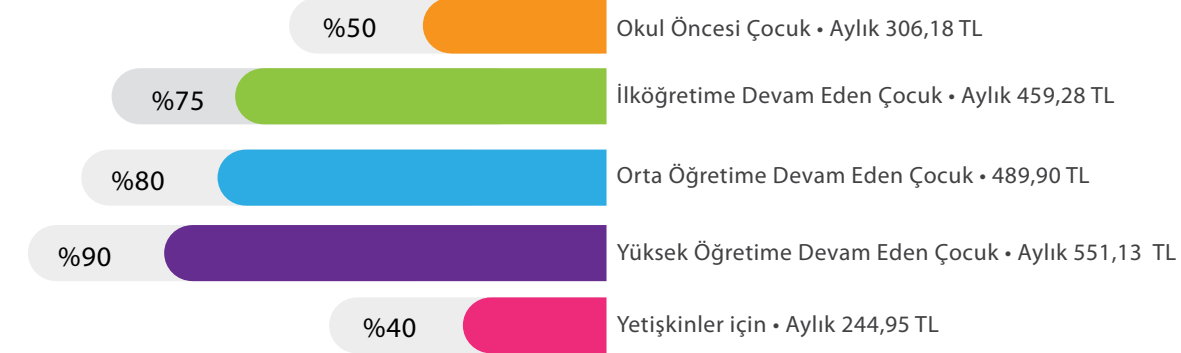 %50 Okul Öncesi Çocuk • Aylık 306,18 TL
%75 İlköğretime Devam Eden Çocuk • Aylık 459,28 TL
%80 Orta Öğretime Devam Eden Çocuk • 489,90 TL
%90 Yüksek Öğretime Devam Eden Çocuk • Aylık 551,13 TL
%40 Yetişkinler için • Aylık 244,95 TL